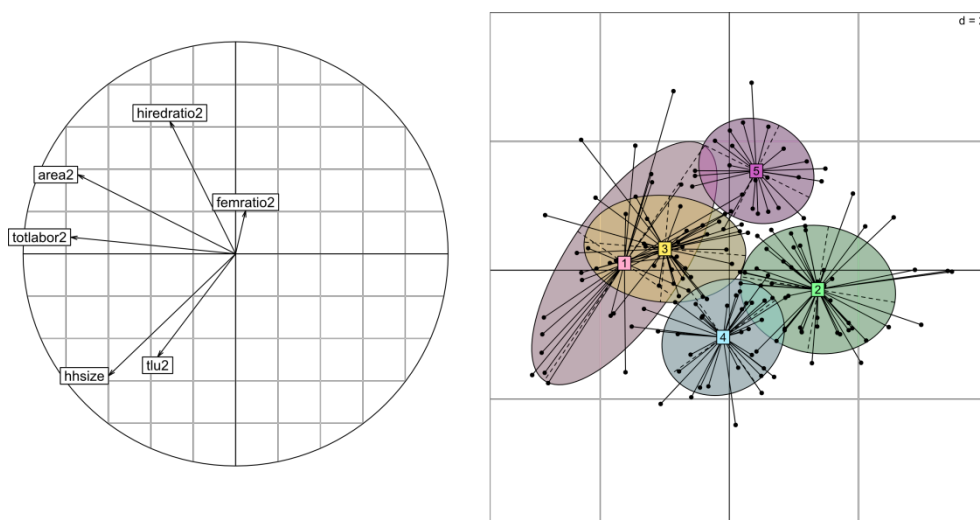 hiredratio2
area2
femratio2
totlabor2
tlu2
hhsize
d =
5
3
1
2
4